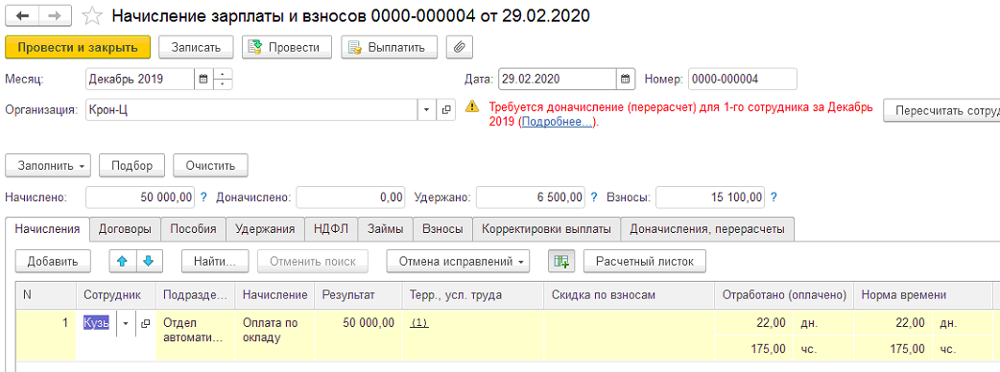 Начисление зарплаты и взносов 0000-000004 от 29.02.2020
Провести и закрыть Записать Провести Выплатить
Месяц: Декабрь 2019 Дата: 29.02.2020 Номер: 0000-000004
Организация: Крон-Ц Требуется доначисление (перерасчет) для 1-го сотрудника за Декабрь
2019 (Подробнее...). Пересчитать сотруд
Заполнить Подбор Очистить
Начислено: 50 000,00 ? Доначислено: 0,00 Удержано: 6 500,00 ? Взносы: 15 100,00 ?
Начисления Договоры Пособия Удержания НДФЛ Займы Взносы Корректировки выплаты Доначисления, перерасчеты
Добавить Найти... Отменить поиск Отмена исправлений Расчетный листок
N Сотрудник Подразде... Начисление Результат Терр., усл. труда Скидка по взносам Отработано (оплачено) Норма времени
1 Кузь Отдел Оплата по 50 000,00 (1) 22,00 дн. 22,00 дн.
автомати... окладу 175,00 чс. 175,00 чс.